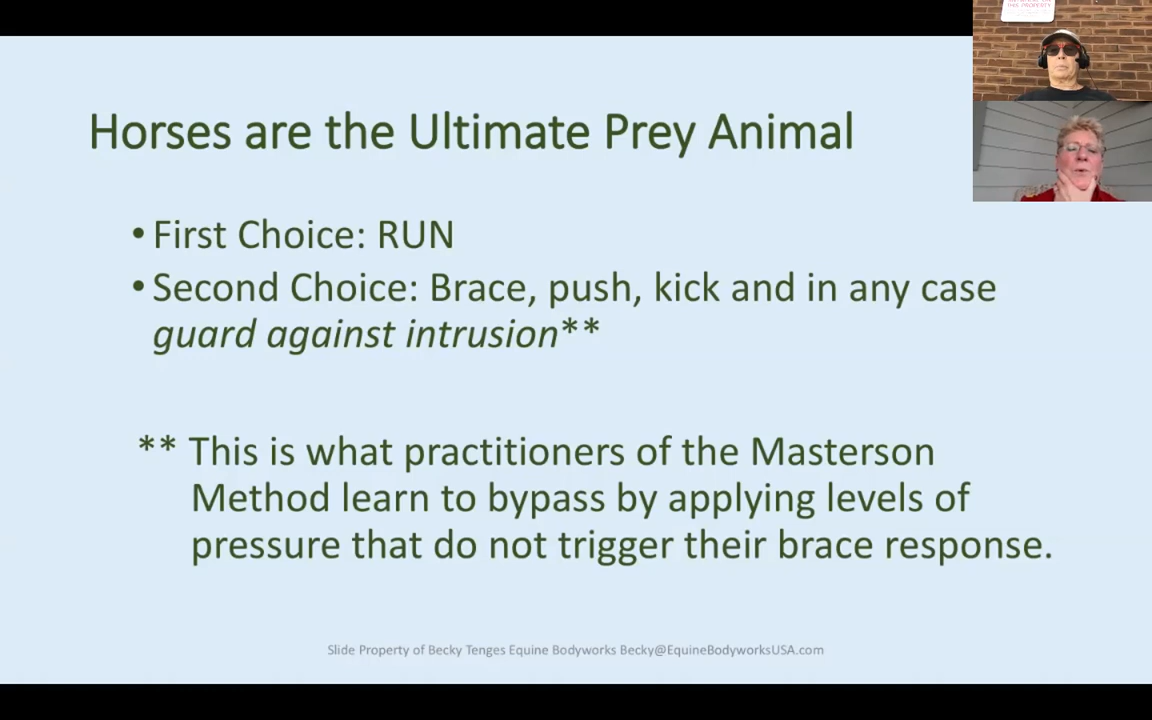 Horses are the Ultimate Prey Animal
• First Choice: RUN
• Second Choice: Brace, push, kick and in any case
guard against intrusion**
** This is what practitioners of the Masterson
Method learn to bypass by applying levels of
pressure that do not trigger their brace response.
Slide Property of Becky Tenges Equine Bodyworks Becky@EquineBodyworksUSA.com
THIS PROPERTY